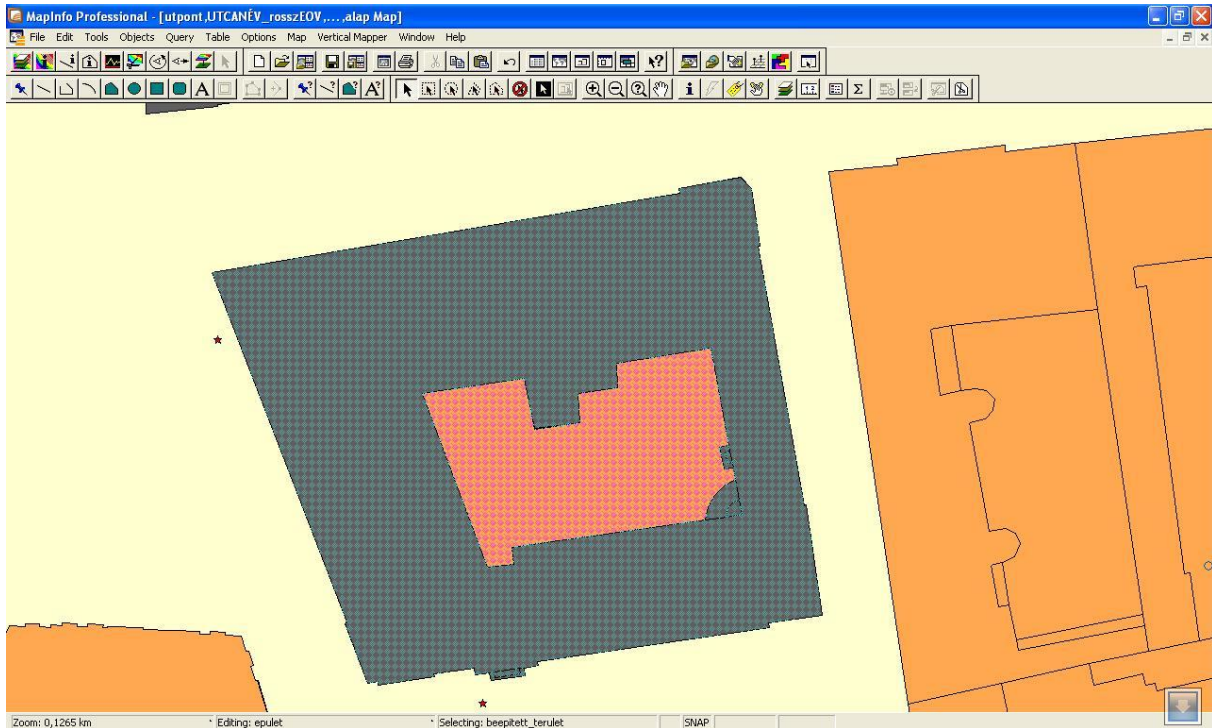 MapInfo Professional - [utpont,UTCANÉV_rosszEOV,...,alap Map]
File Edit Tools Objects Query Table Options Map Vertical Mapper Window Help
Zoom: 0,1265 km Editing: epulet Selecting: beepitett_terulet SNAP